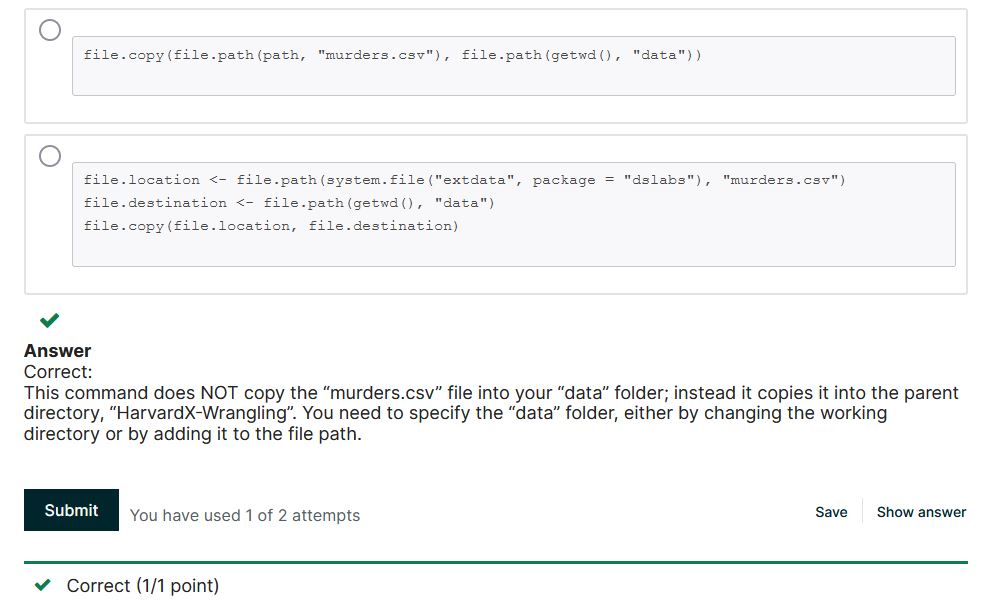 file.copy(file.path(path, "murders.csv"), file.path(getwd(), "data"))
file.location <- file.path(system.file("extdata", package = "dslabs"), "murders.csv")
file.destination <- file.path(getwd(), "data")
file.copy(file.location, file.destination)
Answer
Correct:
This command does NOT copy the “murders.csv” file into your “data” folder; instead it copies it into the parent
directory, “HarvardX-Wrangling”. You need to specify the “data” folder, either by changing the working
directory or by adding it to the file path.
Submit
You have used 1 of 2 attempts
Save
Show answer
Correct (1/1 point)